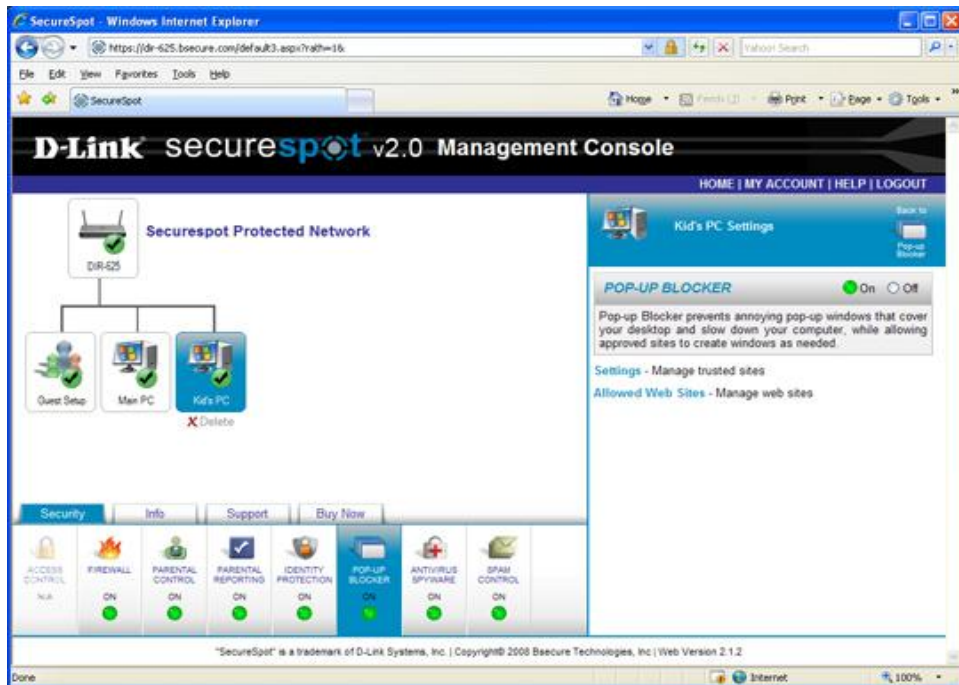 SecureSpot - Windows Internet Explorer
https://dir-625.bsecure.com/default3.aspx?rath=1&
Yahoo! Search
File Edit View Favorites Tools Help
SecureSpot
Home Print Page Tools
D-Link securespot v2.0 Management Console
HOME | MY ACCOUNT | HELP | LOGOUT
Securespot Protected Network
DIR-625
Guest Setup
Main PC
Kid's PC
X Delete
Kid's PC Settings
Back to
Pop-up
Blocker
POP-UP BLOCKER
On Off
Pop-up Blocker prevents annoying pop-up windows that cover
your desktop and slow down your computer, while allowing
approved sites to create windows as needed.
Settings - Manage trusted sites
Allowed Web Sites - Manage web sites
Security Info Support Buy Now
ACCESS CONTROL
N/A
FIREWALL
ON
PARENTAL CONTROL
ON
PARENTAL REPORTING
ON
IDENTITY PROTECTION
ON
POP-UP BLOCKER
ON
ANTIVIRUS SPYWARE
ON
SPAM CONTROL
ON
"SecureSpot" is a trademark of D-Link Systems, Inc. | Copyright© 2008 Bsecure Technologies, Inc | Web Version 2.1.2
Done
Internet
100%